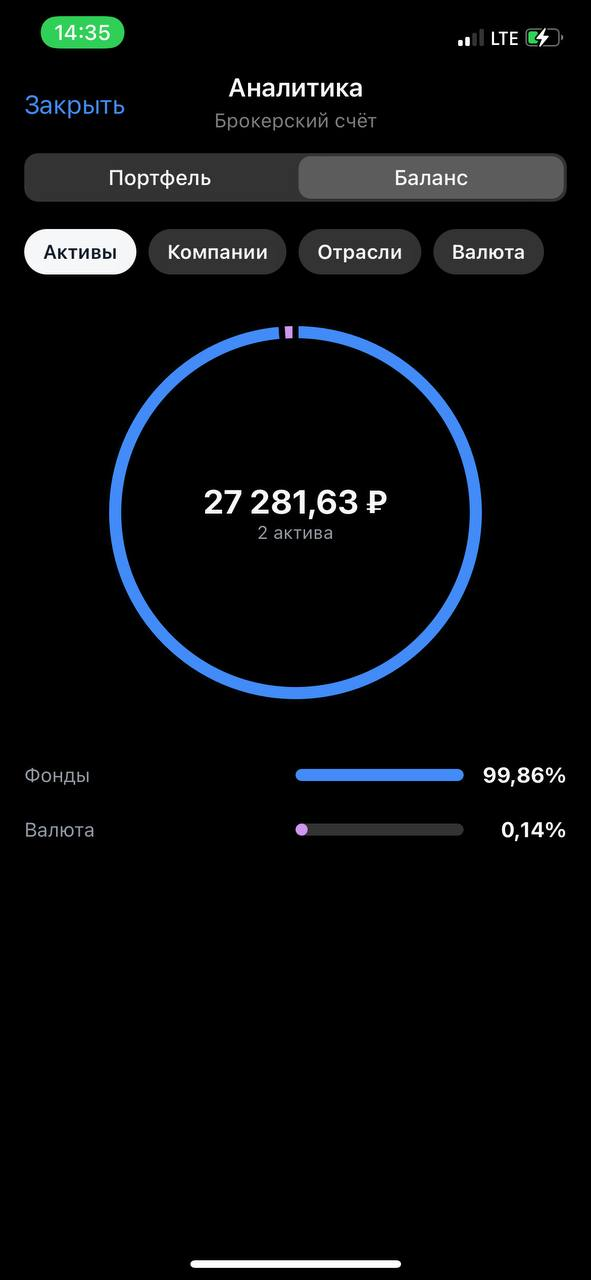 14:35
LTE
Закрыть
Аналитика
Брокерский счёт
Портфель Баланс
Активы Компании Отрасли Валюта
27 281,63 ₽
2 актива
Фонды 99,86%
Валюта 0,14%